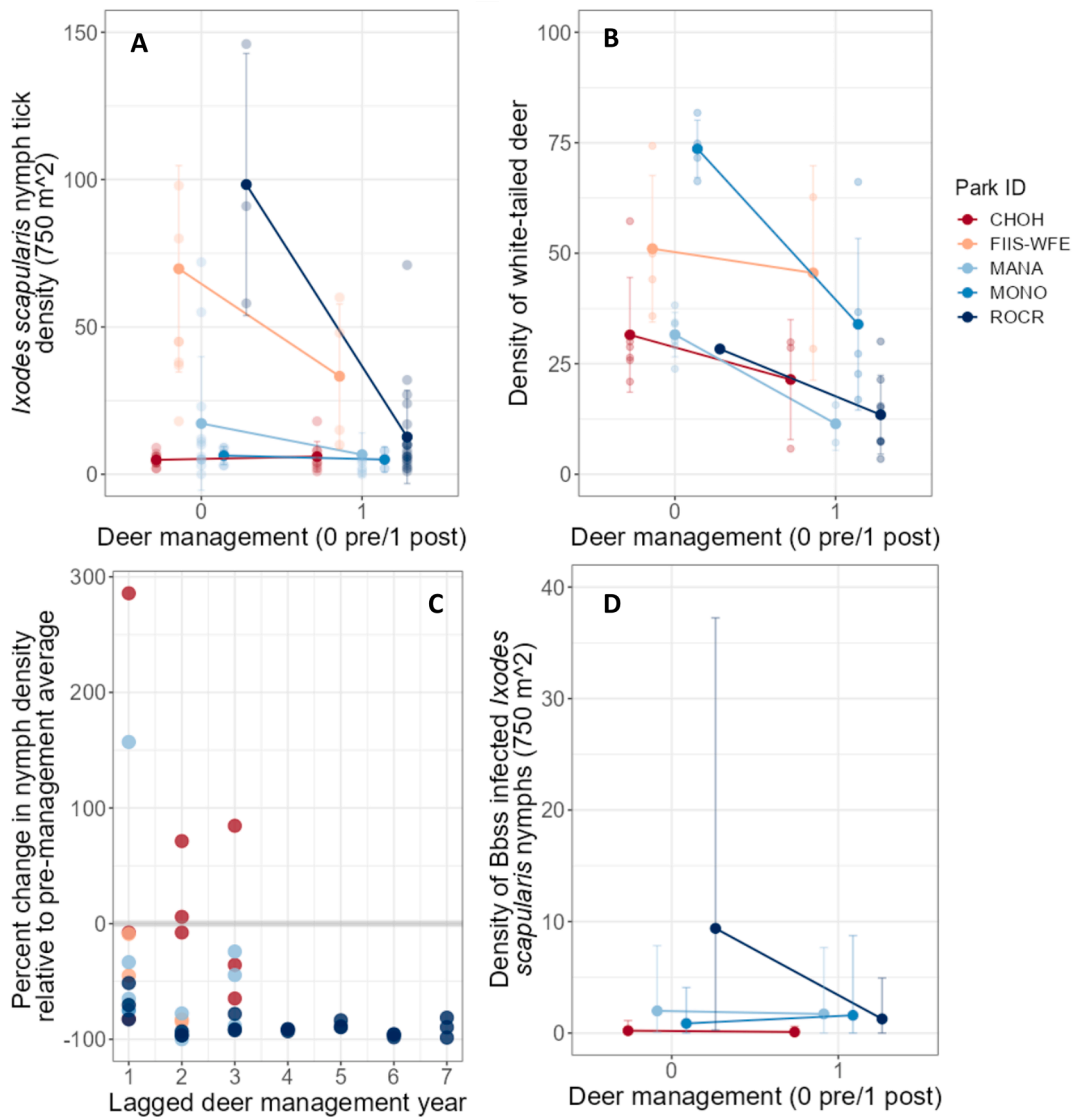 A
150
100
50
0
Ixodes scapularis nymph tick
density (750 m^2)
0
1
Deer management (0 pre/1 post)
B
100
75
50
25
0
Density of white-tailed deer
0
1
Deer management (0 pre/1 post)
Park ID
CHOH
FIIS-WFE
MANA
MONO
ROCR
C
300
200
100
0
-100
Percent change in nymph density
relative to pre-management average
1 2 3 4 5 6 7
Lagged deer management year
D
40
30
20
10
0
Density of Bbss infected Ixodes
scapularis nymphs (750 m^2)
0
1
Deer management (0 pre/1 post)